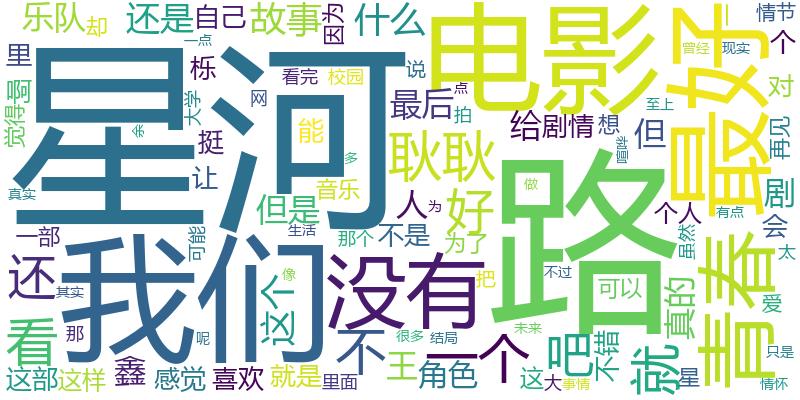 乐队
却
还是
自己
故事
因为
什么
电影
最好
情节
一
个
里
一点
栎
看完
校园
说
曾经
现实
觉得
大学
网
点
对
星河
挺
能
最后
拍
至上
余
多
给
剧情
想
但
再见
让
耿耿
路
音乐
真实
但是
人
为
好
做
个人
有点
剧
会
一部
可能
生活
那个
不是
为了
虽然
太
还
我们
没有
把
可以
真的
青春
爱
其实
这个
像
不过
看
那
呢
不
很多
结局
一个
未来
吧
不错
就
星
只是
这部
这样
鑫
感觉
喜欢
就是
里面
王
角色
这
大
事情
情怀